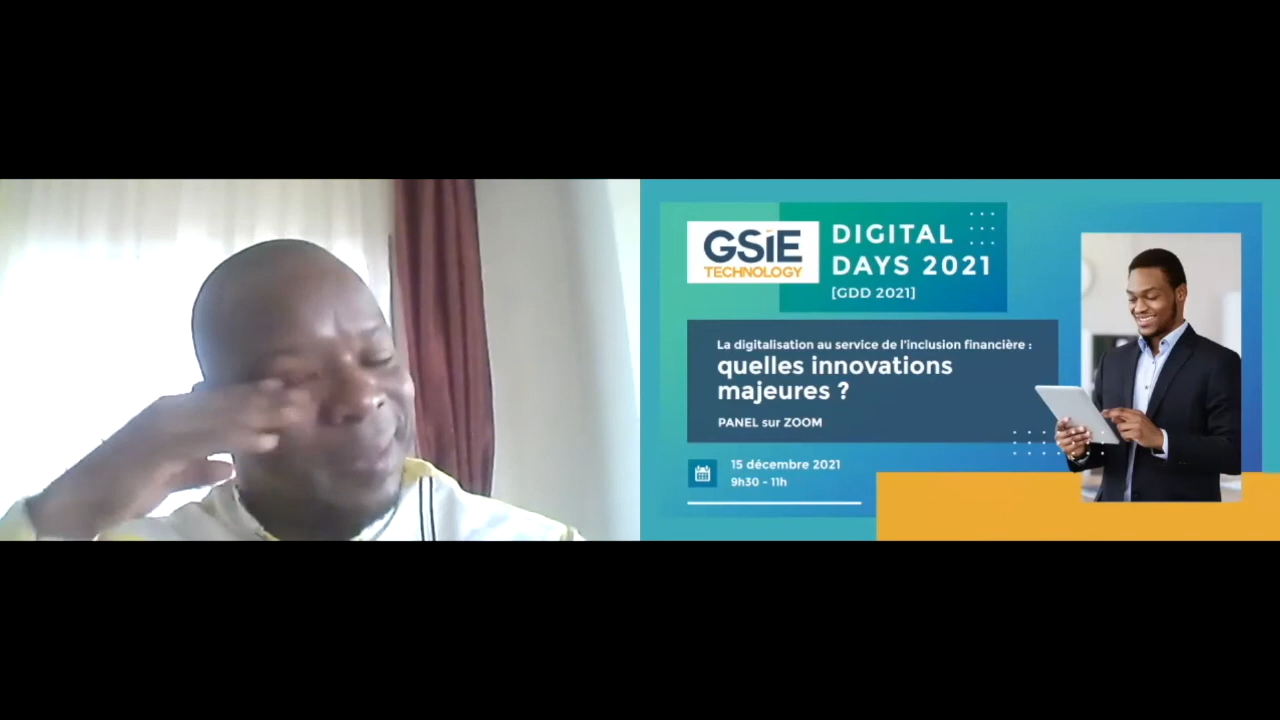 GSIE
TECHNOLOGY
DIGITAL
DAYS 2021
[GDD 2021]
La digitalisation au service de l'inclusion financière :
quelles innovations
majeures ?
PANEL sur ZOOM
15 décembre 2021
9h30 - 11h